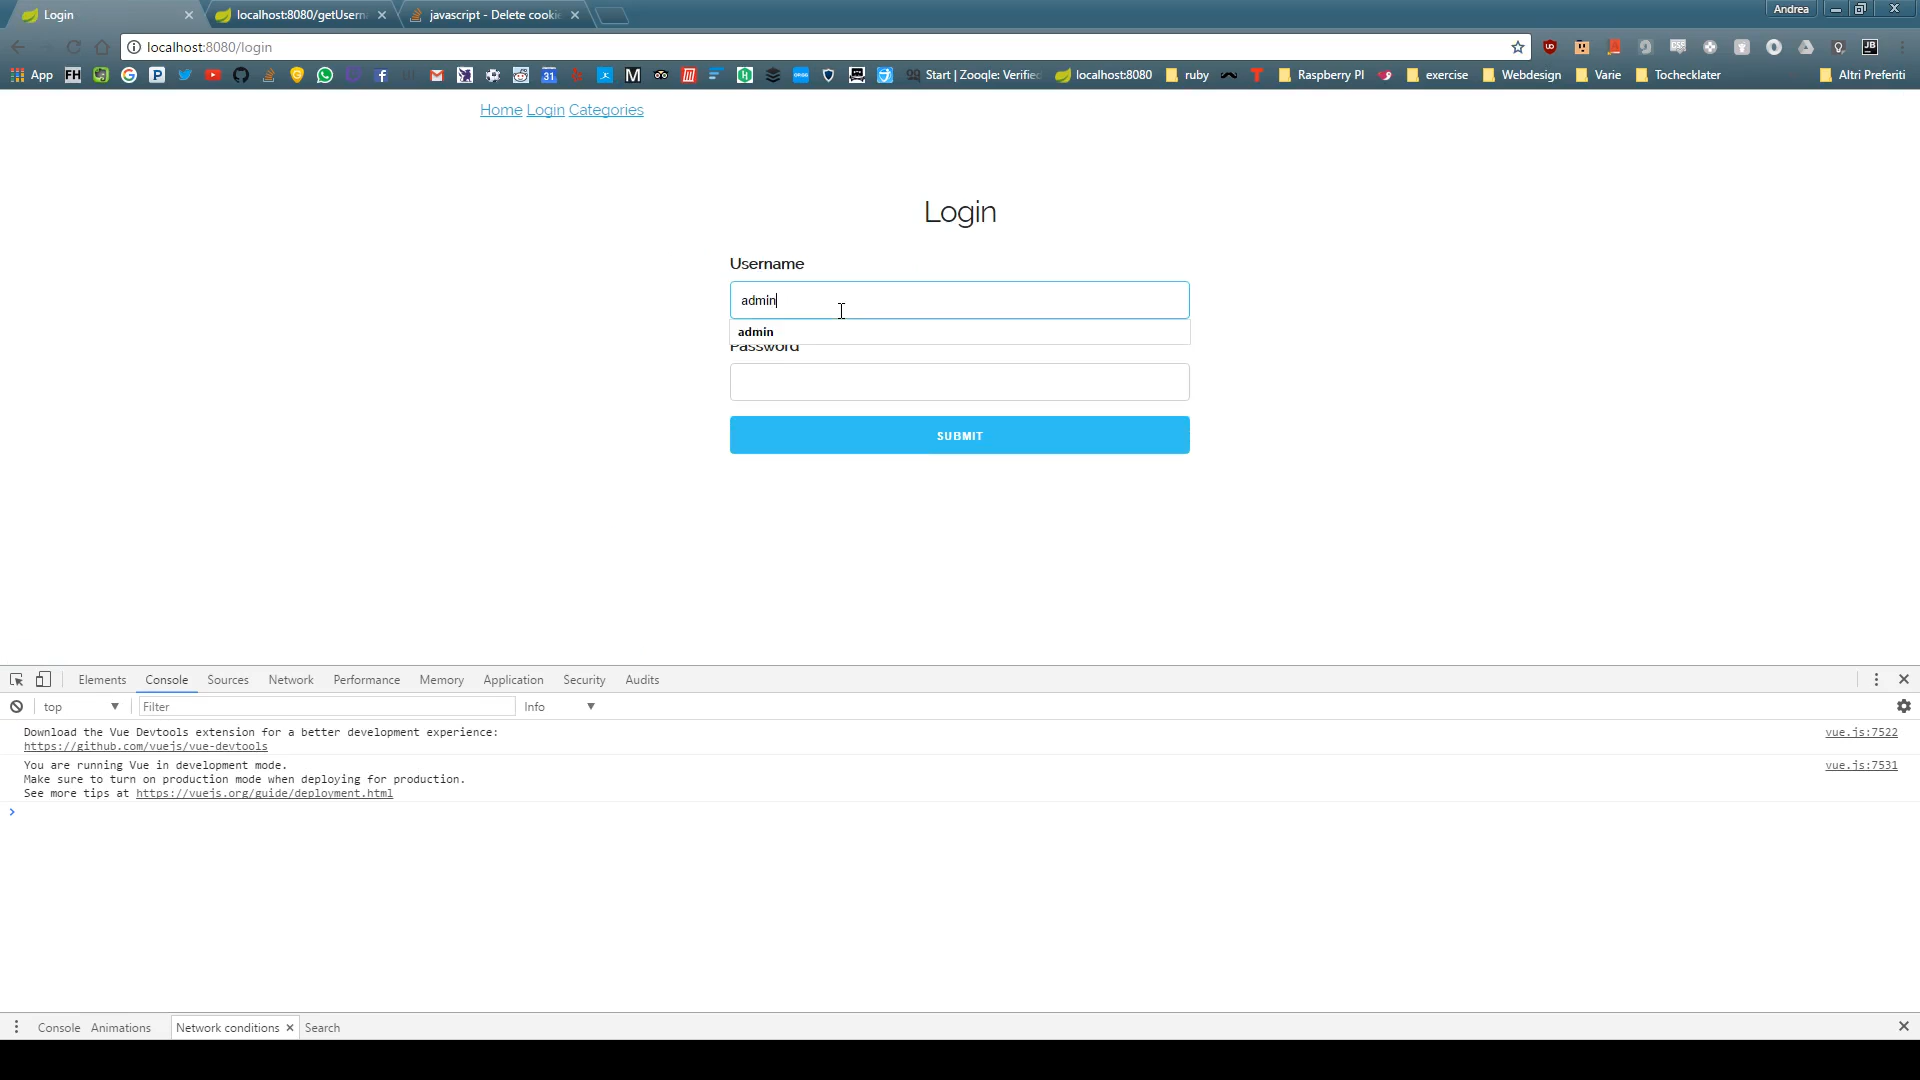 Login
localhost:8080/getUsern
javascript - Delete cookie
Andrea
localhost:8080/login
App
Start | Zooqle: Verified
localhost:8080
ruby
Raspberry PI
exercise
Webdesign
Varie
Tochecklater
Altri Preferiti
Home Login Categories
Login
Username
admin
admin
Password
SUBMIT
Elements Console Sources Network Performance Memory Application Security Audits
top
Filter
Info
Download the Vue Devtools extension for a better development experience:
vue.js:7522
https://github.com/vuejs/vue-devtools
You are running Vue in development mode.
vue.js:7531
Make sure to turn on production mode when deploying for production.
See more tips at https://vuejs.org/guide/deployment.html
Console Animations Network conditions Search